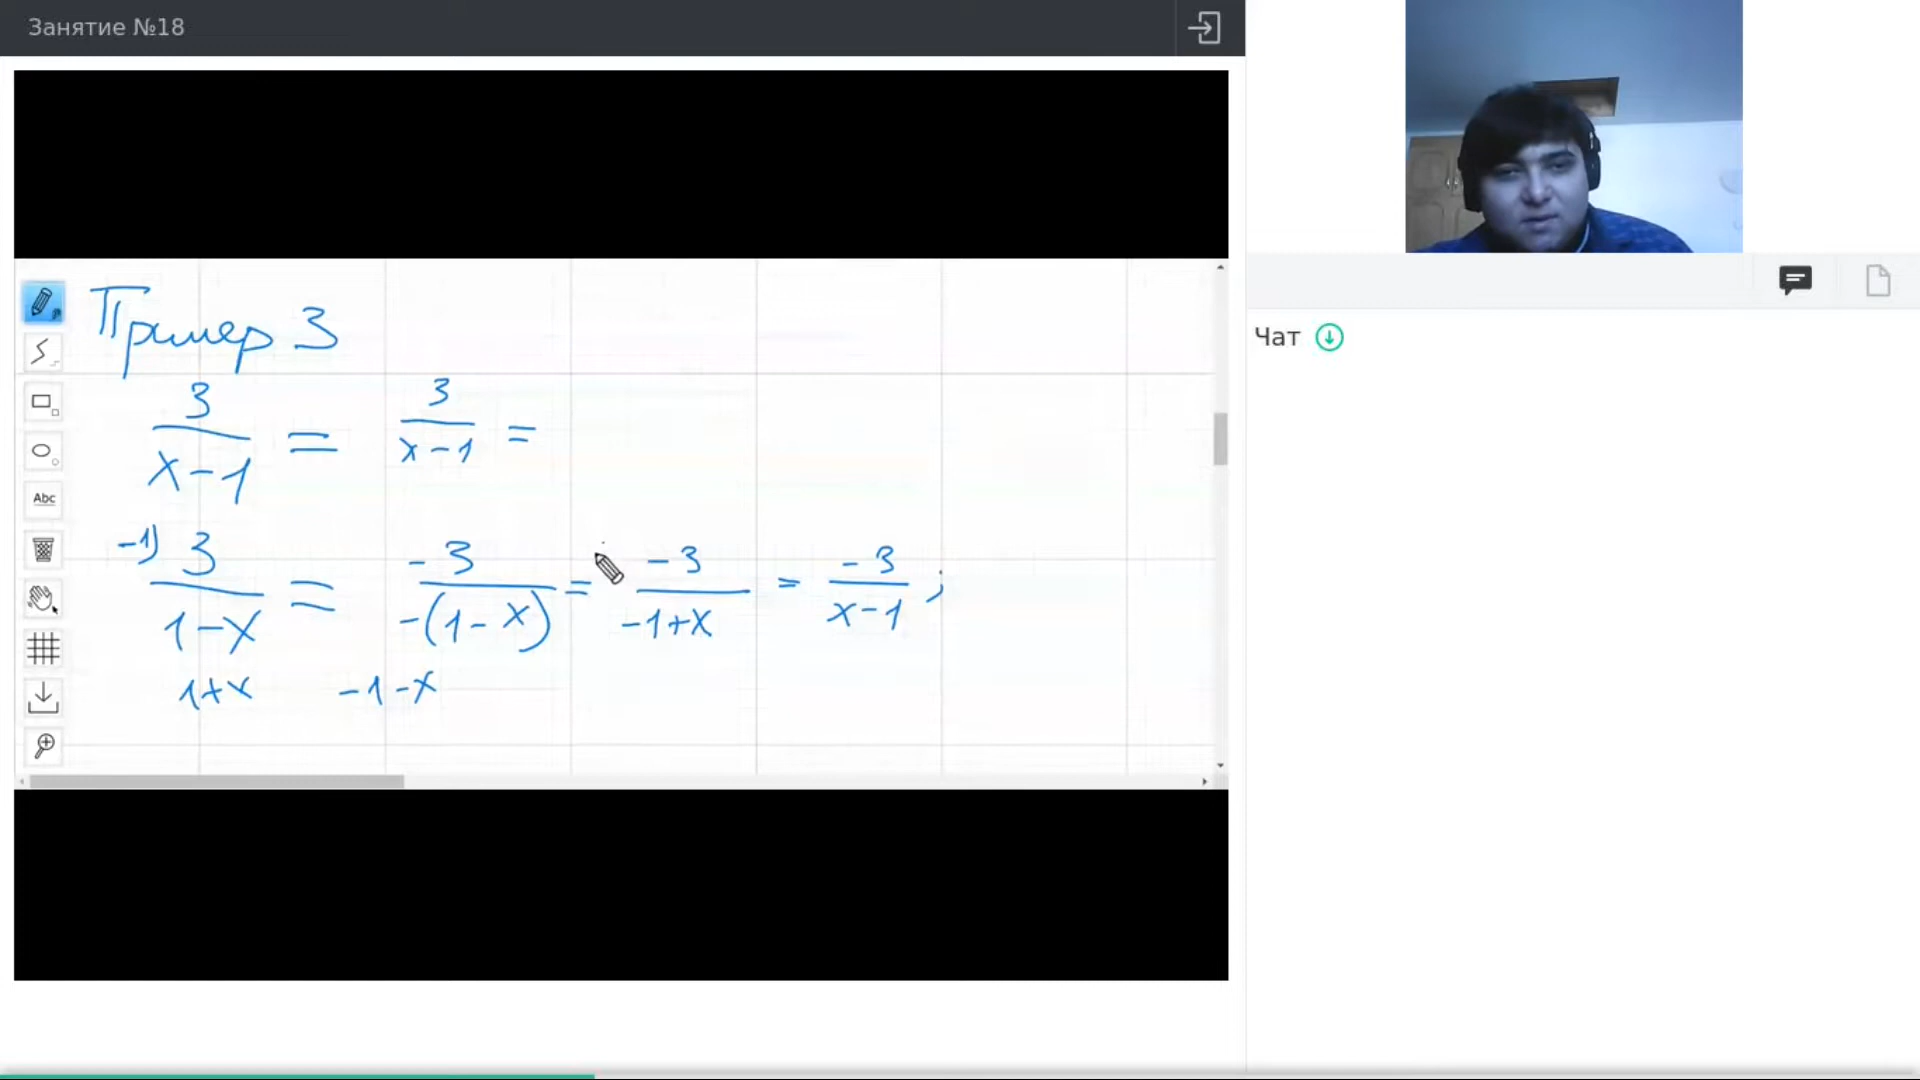 Занятие №18
Чат
Abc
Пример 3
3/(x-1) = 3/(x-1) =
-1) 3/(1-x) = -3/(-(1-x)) = -3/(-1+x) = -3/(x-1) ;
1+x -1-x